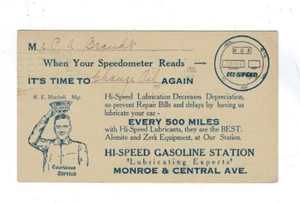 Mr. P. A. Brandt
When Your Speedometer Reads
HI-SPEED
IT'S TIME TO Change Oil AGAIN
R. E. Mitchell, Mgr.
Hi-Speed Lubrication Decreases Depreciation,
so prevent Repair Bills and delays by having us
lubricate your car -
EVERY 500 MILES
with Hi-Speed Lubricants, they are the BEST.
Alemite and Zerk Equipment, at Our Station.
HI-SPEED GASOLINE STATION
"Lubricating Experts"
MONROE & CENTRAL AVE.
Courteous
Service